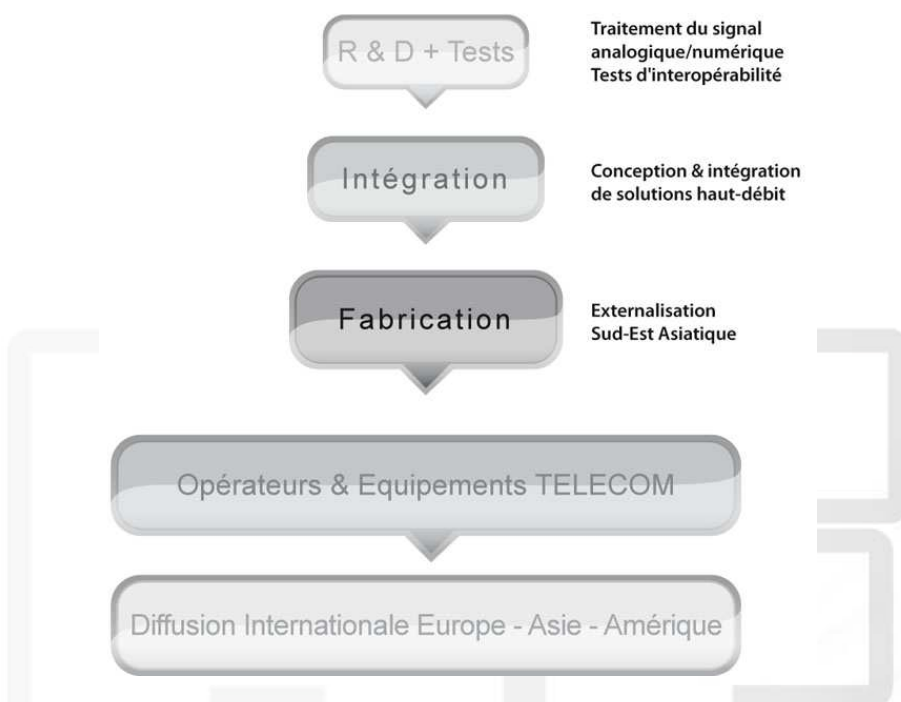 R & D + Tests
Traitement du signal
analogique/numérique
Tests d'interopérabilité
Intégration
Conception & intégration
de solutions haut-débit
Fabrication
Externalisation
Sud-Est Asiatique
Opérateurs & Equipements TELECOM
Diffusion Internationale Europe - Asie - Amérique